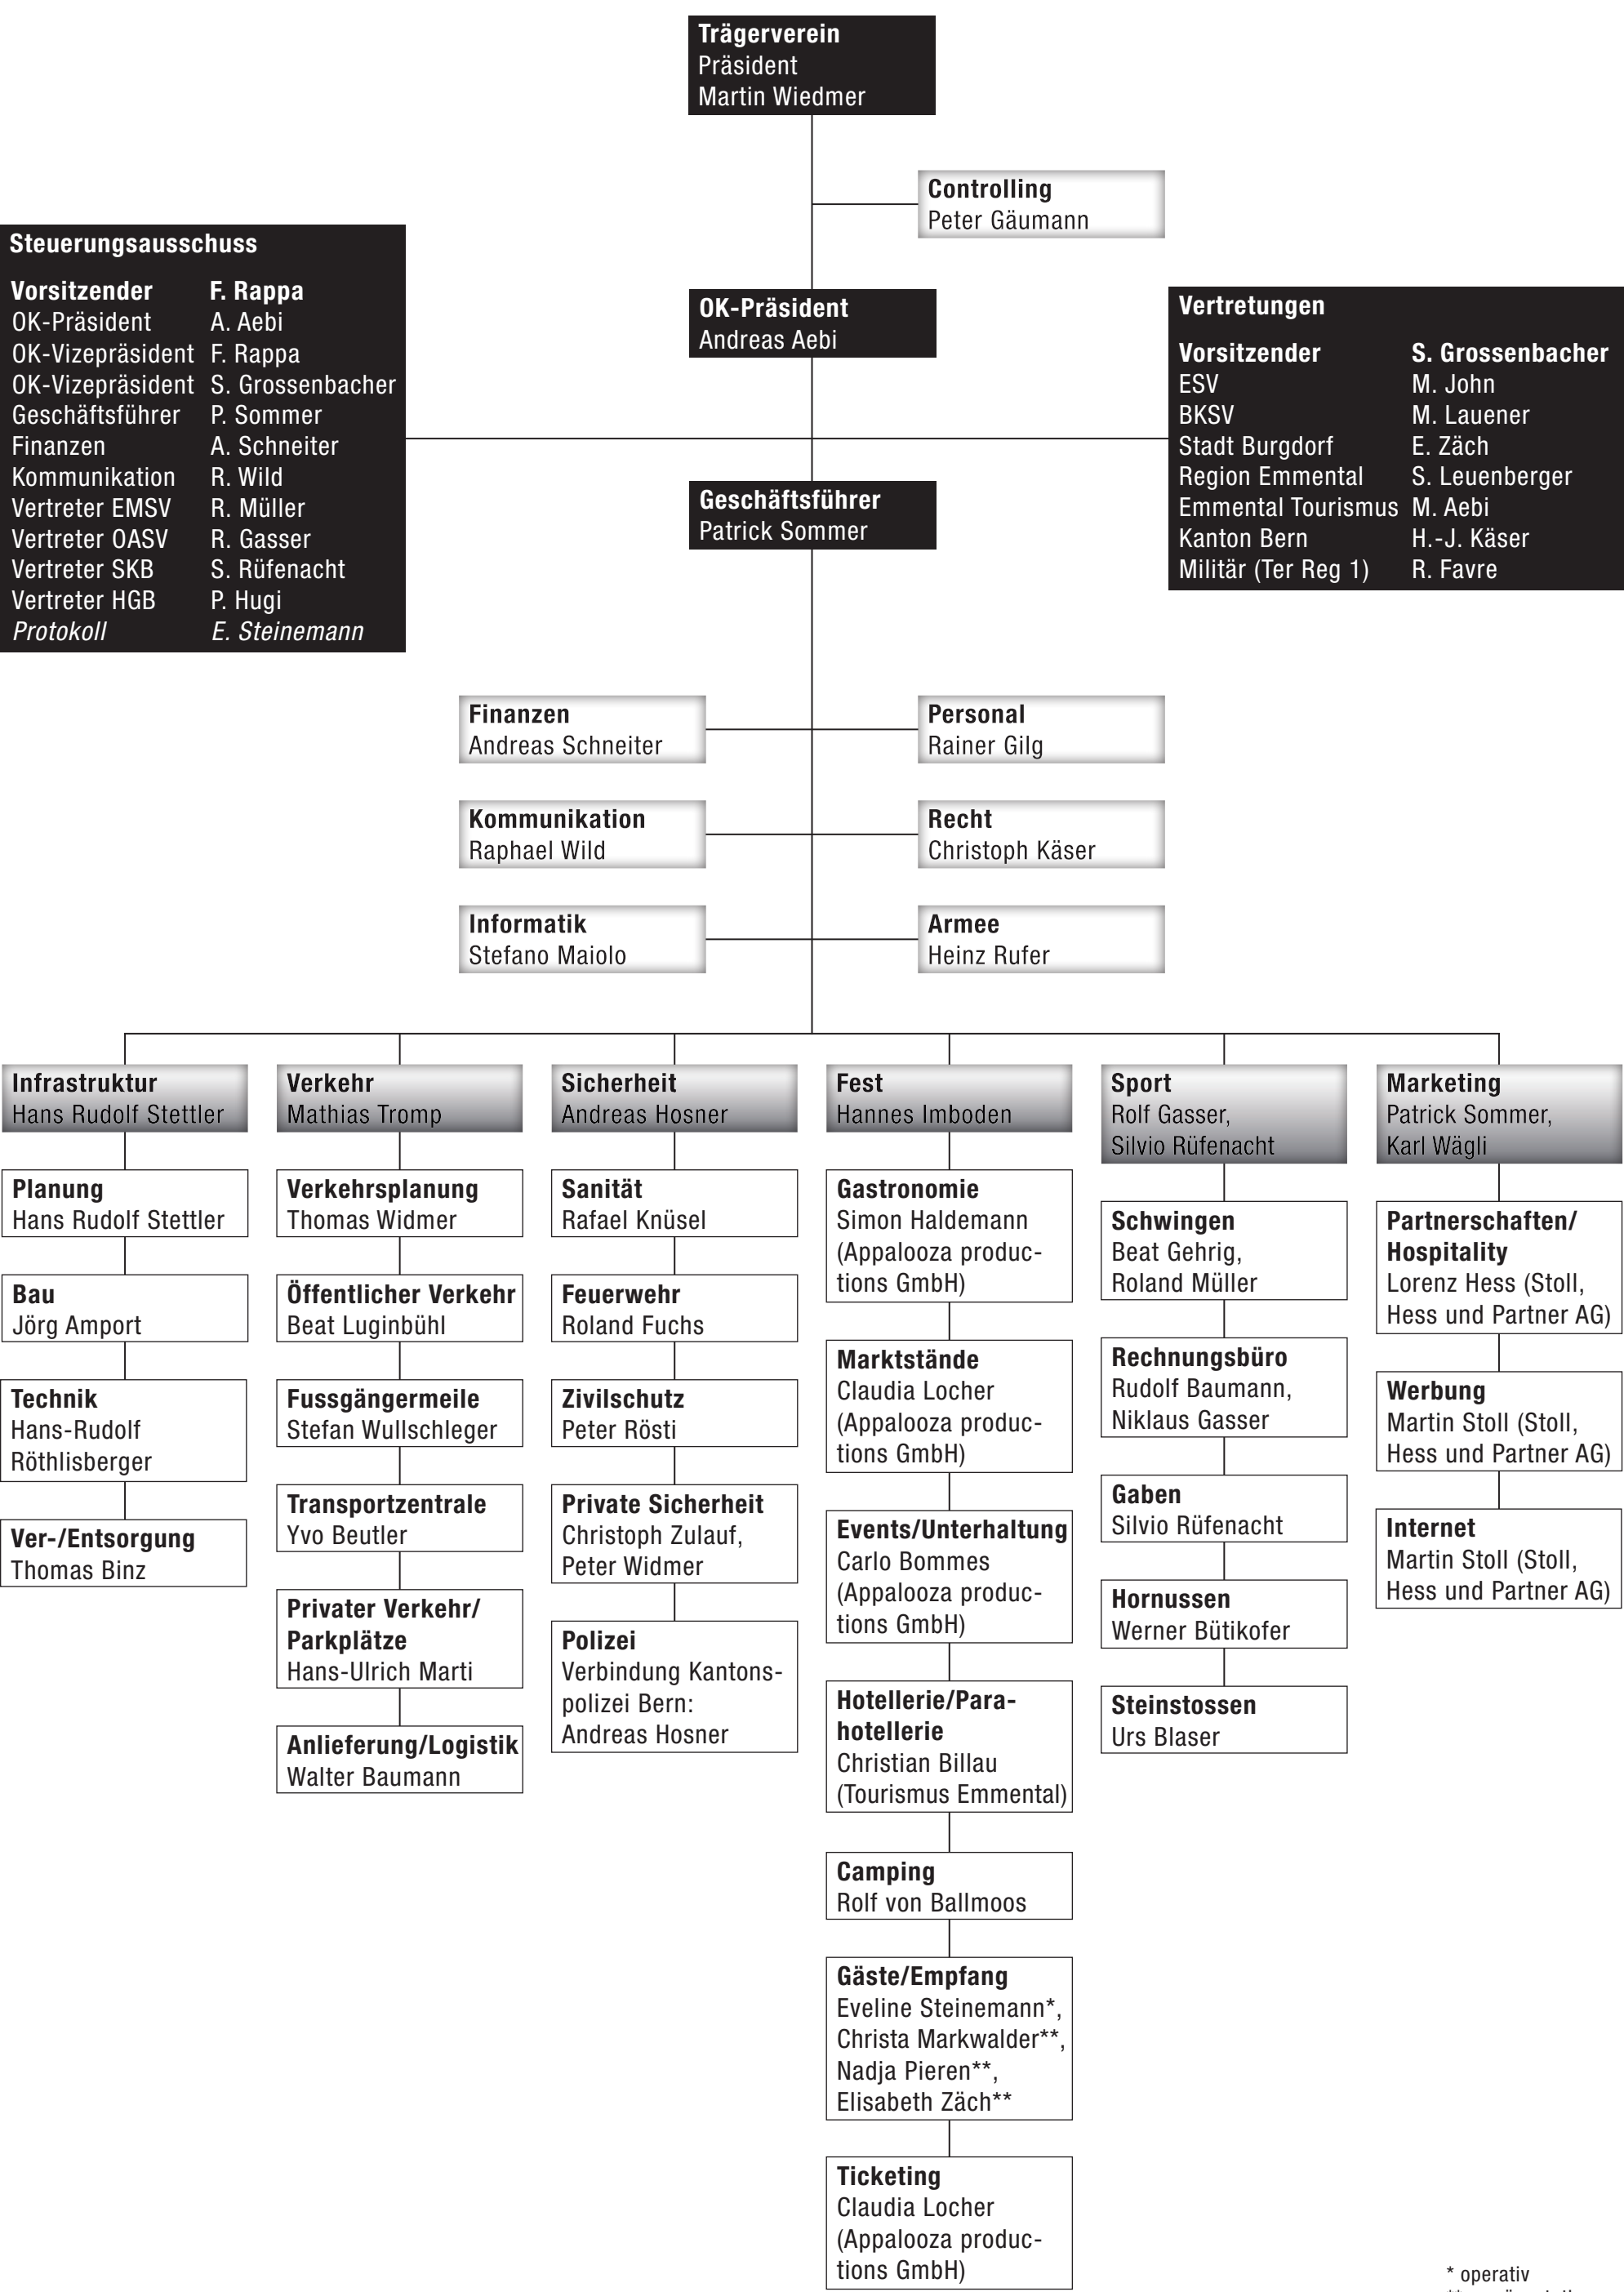 Trägerverein
Präsident
Martin Wiedmer
Controlling
Peter Gäumann
Steuerungsausschuss
Vorsitzender F. Rappa
OK-Präsident A. Aebi
OK-Vizepräsident F. Rappa
OK-Vizepräsident S. Grossenbacher
Geschäftsführer P. Sommer
Finanzen A. Schneiter
Kommunikation R. Wild
Vertreter EMSV R. Müller
Vertreter OASV R. Gasser
Vertreter SKB S. Rüfenacht
Vertreter HGB P. Hugi
Protokoll E. Steinemann
OK-Präsident
Andreas Aebi
Vertretungen
Vorsitzender S. Grossenbacher
ESV M. John
BKSV M. Lauener
Stadt Burgdorf E. Zäch
Region Emmental S. Leuenberger
Emmental Tourismus M. Aebi
Kanton Bern H.-J. Käser
Militär (Ter Reg 1) R. Favre
Geschäftsführer
Patrick Sommer
Finanzen
Andreas Schneiter
Personal
Rainer Gilg
Kommunikation
Raphael Wild
Recht
Christoph Käser
Informatik
Stefano Maiolo
Armee
Heinz Rufer
Infrastruktur
Hans Rudolf Stettler
Planung
Hans Rudolf Stettler
Bau
Jörg Amport
Technik
Hans-Rudolf
Röthlisberger
Ver-/Entsorgung
Thomas Binz
Verkehr
Mathias Tromp
Verkehrsplanung
Thomas Widmer
Öffentlicher Verkehr
Beat Luginbühl
Fussgängermeile
Stefan Wullschleger
Transportzentrale
Yvo Beutler
Privater Verkehr/
Parkplätze
Hans-Ulrich Marti
Anlieferung/Logistik
Walter Baumann
Sicherheit
Andreas Hosner
Sanität
Rafael Knüsel
Feuerwehr
Roland Fuchs
Zivilschutz
Peter Rösti
Private Sicherheit
Christoph Zulauf,
Peter Widmer
Polizei
Verbindung Kantons-
polizei Bern:
Andreas Hosner
Fest
Hannes Imboden
Gastronomie
Simon Haldemann
(Appalooza produc-
tions GmbH)
Marktstände
Claudia Locher
(Appalooza produc-
tions GmbH)
Events/Unterhaltung
Carlo Bommes
(Appalooza produc-
tions GmbH)
Hotellerie/Para-
hotellerie
Christian Billau
(Tourismus Emmental)
Camping
Rolf von Ballmoos
Gäste/Empfang
Eveline Steinemann*,
Christa Markwalder**,
Nadja Pieren**,
Elisabeth Zäch**
Ticketing
Claudia Locher
(Appalooza produc-
tions GmbH)
Sport
Rolf Gasser,
Silvio Rüfenacht
Schwingen
Beat Gehrig,
Roland Müller
Rechnungsbüro
Rudolf Baumann,
Niklaus Gasser
Gaben
Silvio Rüfenacht
Hornussen
Werner Bütikofer
Steinstossen
Urs Blaser
Marketing
Patrick Sommer,
Karl Wägli
Partnerschaften/
Hospitality
Lorenz Hess (Stoll,
Hess und Partner AG)
Werbung
Martin Stoll (Stoll,
Hess und Partner AG)
Internet
Martin Stoll (Stoll,
Hess und Partner AG)
* operativ